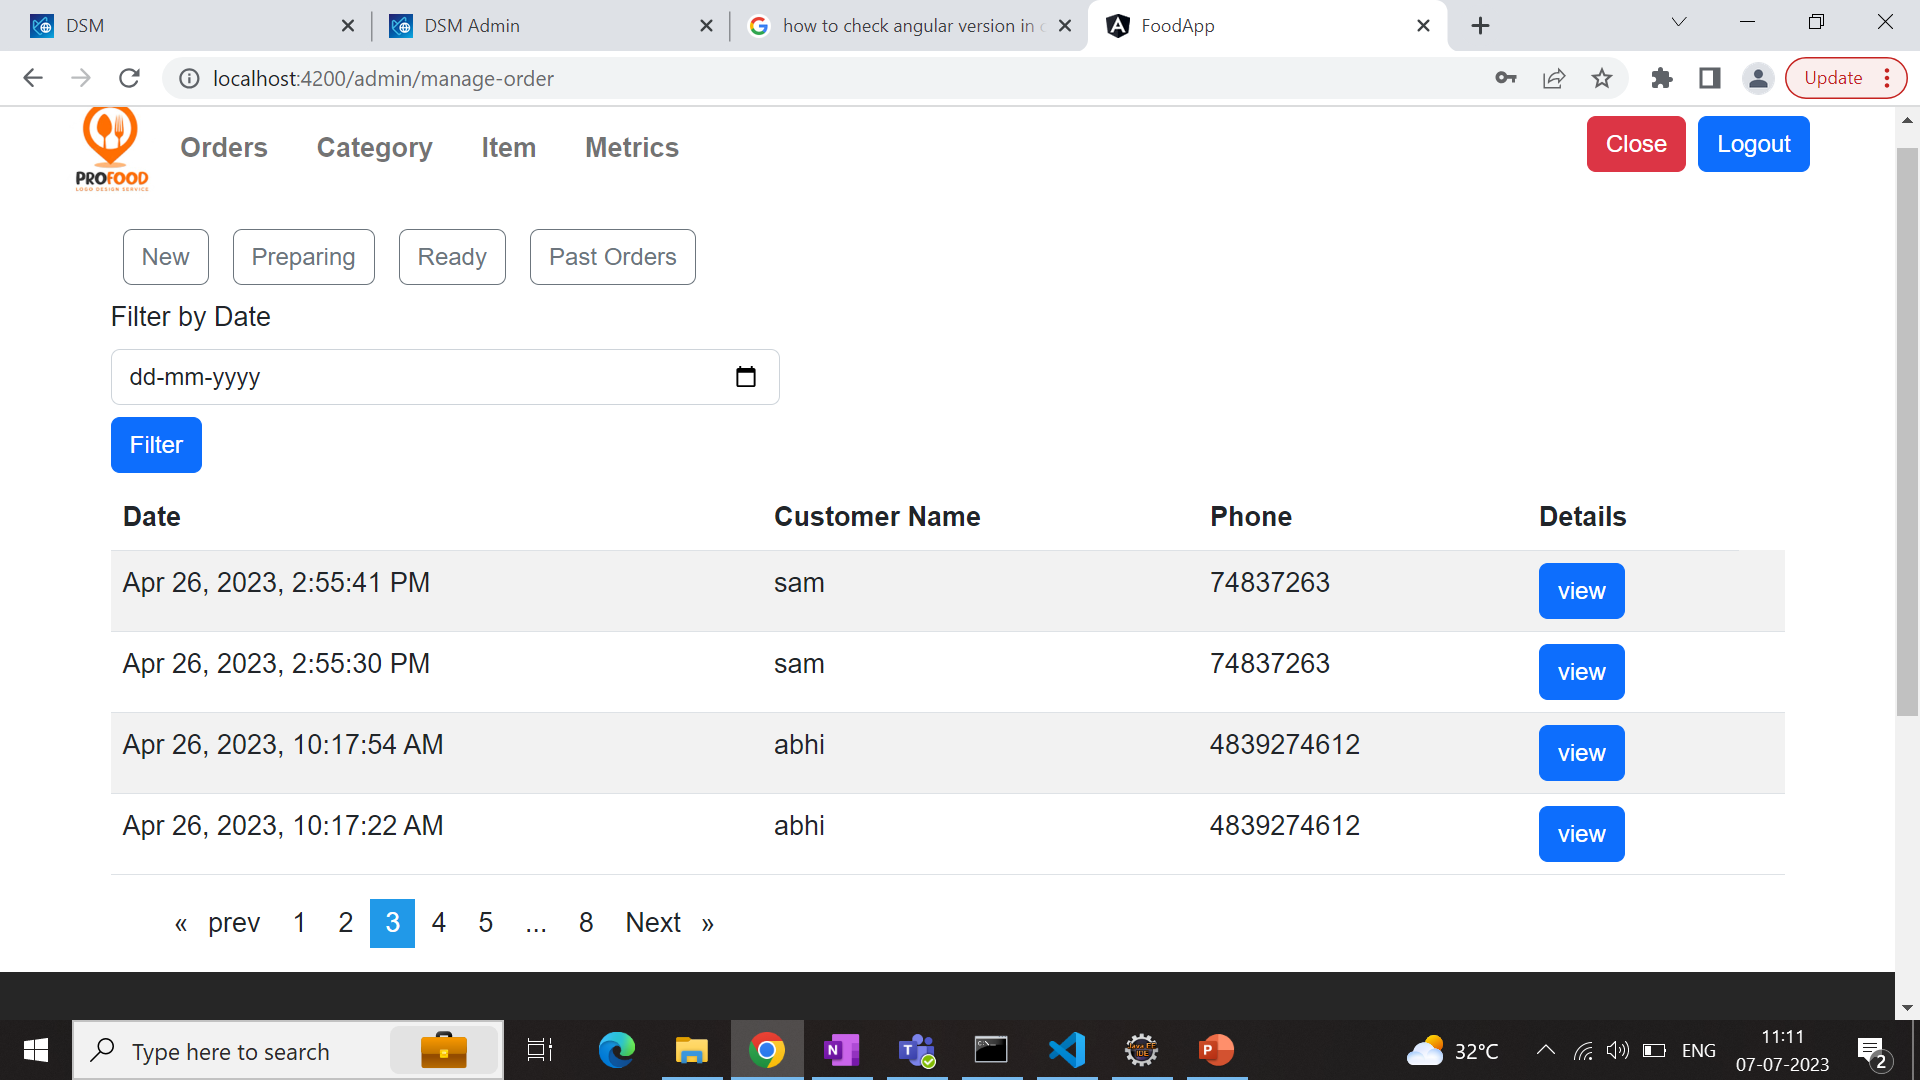 DSM
DSM Admin
how to check angular version in c
FoodApp
localhost:4200/admin/manage-order
Update
PROFOOD
LOGO DESIGN SERVICE
Orders
Category
Item
Metrics
Close
Logout
New
Preparing
Ready
Past Orders
Filter by Date
dd-mm-yyyy
Filter
Date Customer Name Phone Details
Apr 26, 2023, 2:55:41 PM sam 74837263 view
Apr 26, 2023, 2:55:30 PM sam 74837263 view
Apr 26, 2023, 10:17:54 AM abhi 4839274612 view
Apr 26, 2023, 10:17:22 AM abhi 4839274612 view
« prev 1 2 3 4 5 ... 8 Next »
Type here to search
32°C
ENG
11:11
07-07-2023
2